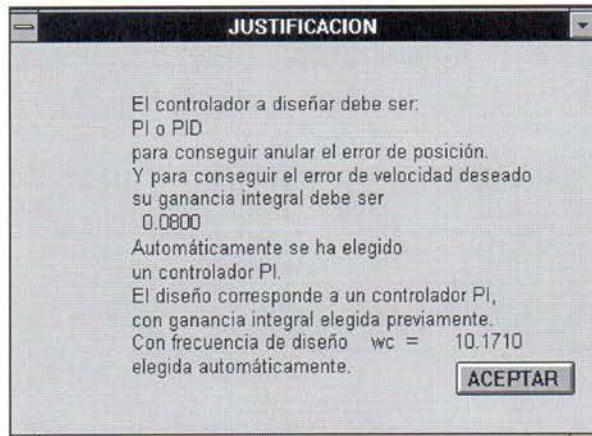 JUSTIFICACION
El controlador a diseñar debe ser:
PI o PID
para conseguir anular el error de posición.
Y para conseguir el error de velocidad deseado
su ganancia integral debe ser
0.0800
Automáticamente se ha elegido
un controlador PI.
El diseño corresponde a un controlador PI,
con ganancia integral elegida previamente.
Con frecuencia de diseño wc = 10.1710
elegida automáticamente.
ACEPTAR